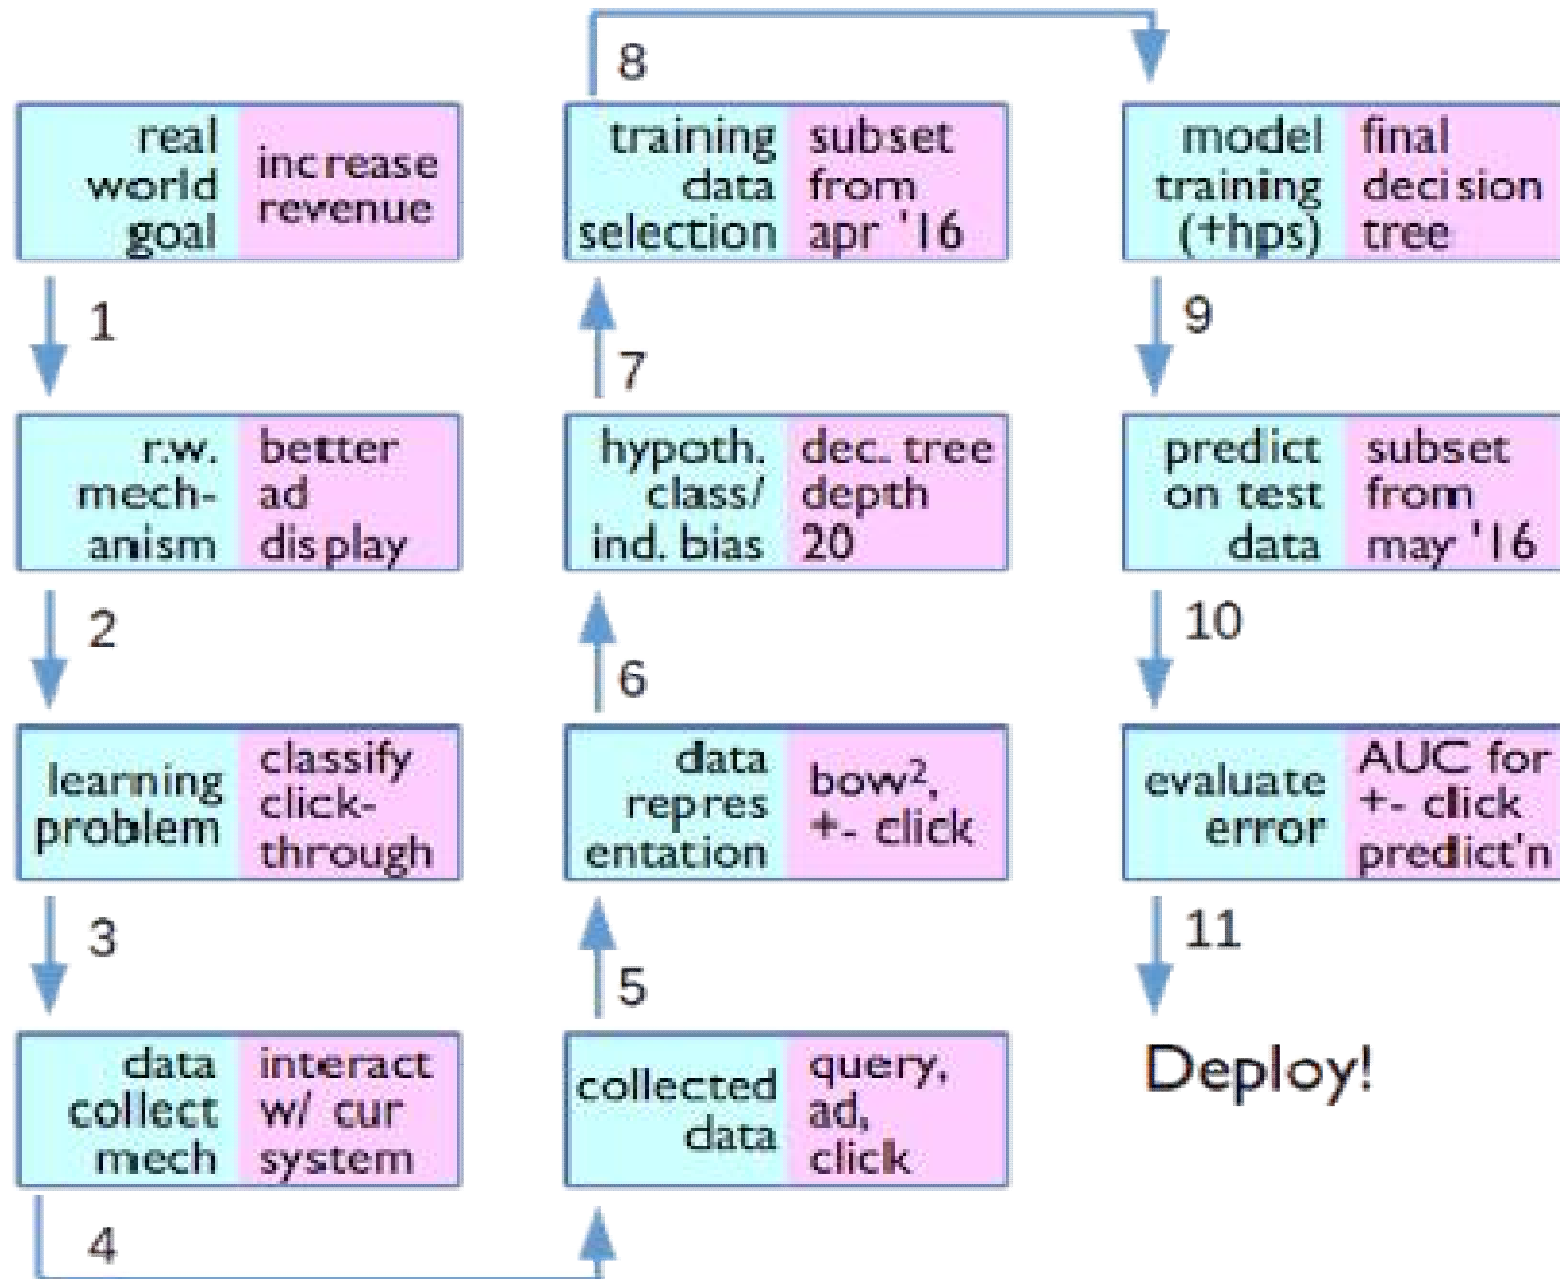 real
world
goal
increase
revenue
1
r.w.
mech-
anism
better
ad
display
2
learning
problem
classify
click-
through
3
data
collect
mech
interact
w/ cur
system
4
collected
data
query,
ad,
click
5
data
repres
entation
bow²,
+- click
6
hypoth.
class/
ind. bias
dec. tree
depth
20
7
training
data
selection
subset
from
apr '16
8
model
training
(+hps)
final
decision
tree
9
predict
on test
data
subset
from
may '16
10
evaluate
error
AUC for
+- click
predict'n
11
Deploy!